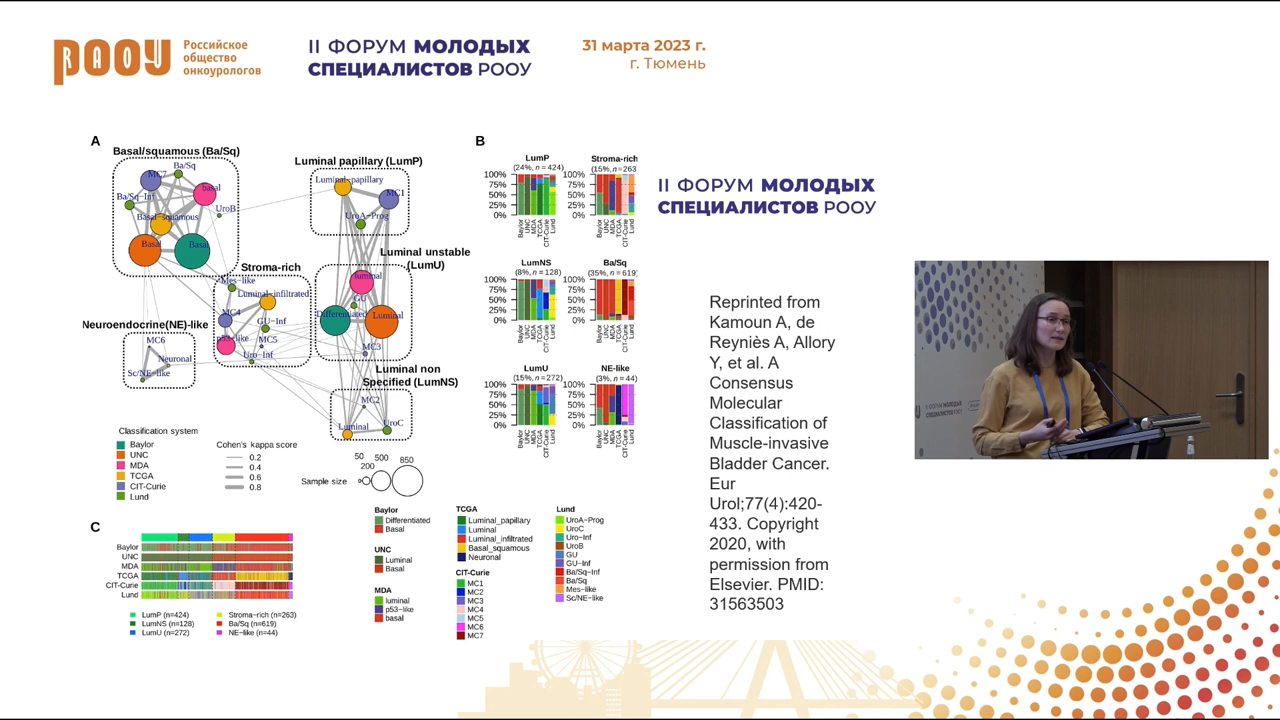 РООУ
Российское
общество
онкоурологов
II ФОРУМ МОЛОДЫХ
СПЕЦИАЛИСТОВ РООУ
31 марта 2023 г.
г. Тюмень
A
Basal/squamous (Ba/Sq)
Ba/Sq
MC7
basal
Ba/Sq−Inf
UroB
Basal−squamous
Basal
Basal
Luminal papillary (LumP)
Luminal−papillary
MC1
UroA−Prog
Luminal unstable
(LumU)
luminal
GU
Differentiated
Luminal
MC3
Stroma-rich
Mes−like
Luminal−infiltrated
MC4
GU−Inf
p53−like
MC5
Uro−Inf
Neuroendocrine(NE)-like
MC6
Neuronal
Sc/NE−like
Luminal non
Specified (LumNS)
MC2
Luminal
UroC
Classification system
Baylor
UNC
MDA
TCGA
CIT-Curie
Lund
Cohen's kappa score
0.2
0.4
0.6
0.8
50 500 850
200
Sample size
B
LumP
(24%, n = 424)
100%
75%
50%
25%
0%
Baylor
UNC
MDA
TCGA
CIT-Curie
Lund
Stroma-rich
(15%, n=263
100%
75%
50%
25%
0%
Baylor
UNC
MDA
TCGA
CIT-Curie
Lund
LumNS
(8%, n = 128)
100%
75%
50%
25%
0%
Baylor
UNC
MDA
TCGA
CIT-Curie
Lund
Ba/Sq
(35%, n = 619)
100%
75%
50%
25%
0%
Baylor
UNC
MDA
TCGA
CIT-Curie
Lund
LumU
(15%, n = 272)
100%
75%
50%
25%
0%
Baylor
UNC
MDA
TCGA
CIT-Curie
Lund
NE-like
(3%, n = 44)
100%
75%
50%
25%
0%
Baylor
UNC
MDA
TCGA
CIT-Curie
Lund
C
Baylor
UNC
MDA
TCGA
CIT-Curie
Lund
LumP (n=424)
LumNS (n=128)
LumU (n=272)
Stroma-rich (n=263)
Ba/Sq (n=619)
NE-like (n=44)
Baylor
Differentiated
Basal
UNC
Luminal
Basal
MDA
luminal
p53−like
basal
TCGA
Luminal_papillary
Luminal
Luminal_infiltrated
Basal_squamous
Neuronal
CIT-Curie
MC1
MC2
MC3
MC4
MC5
MC6
MC7
Lund
UroA−Prog
UroC
Uro−Inf
UroB
GU
GU−Inf
Ba/Sq−Inf
Ba/Sq
Mes−like
Sc/NE−like
II ФОРУМ МОЛОДЫХ
СПЕЦИАЛИСТОВ РООУ
Reprinted from
Kamoun A, de
Reyniès A, Allory
Y, et al. A
Consensus
Molecular
Classification of
Muscle-invasive
Bladder Cancer.
Eur
Urol;77(4):420-
433. Copyright
2020, with
permission from
Elsevier. PMID:
31563503
II ФОРУМ МОЛОДЫХ
СПЕЦИАЛИСТОВ РООУ